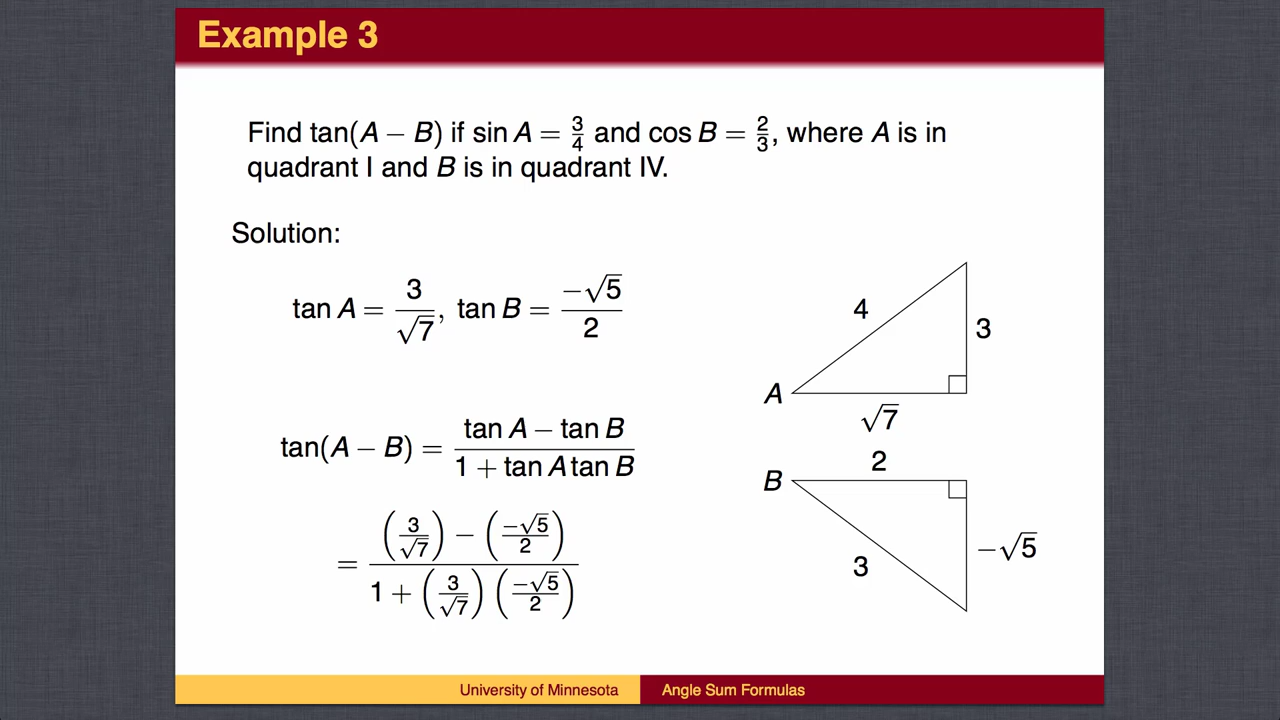 Example 3
Find tan(A − B) if sin A = 3/4 and cos B = 2/3, where A is in
quadrant I and B is in quadrant IV.
Solution:
tan A = 3/√7, tan B = −√5/2
tan(A − B) = (tan A − tan B)/(1 + tan A tan B)
= ((3/√7) − (−√5/2))/(1 + (3/√7)(−√5/2))
4
3
A
√7
2
B
3
−√5
University of Minnesota
Angle Sum Formulas